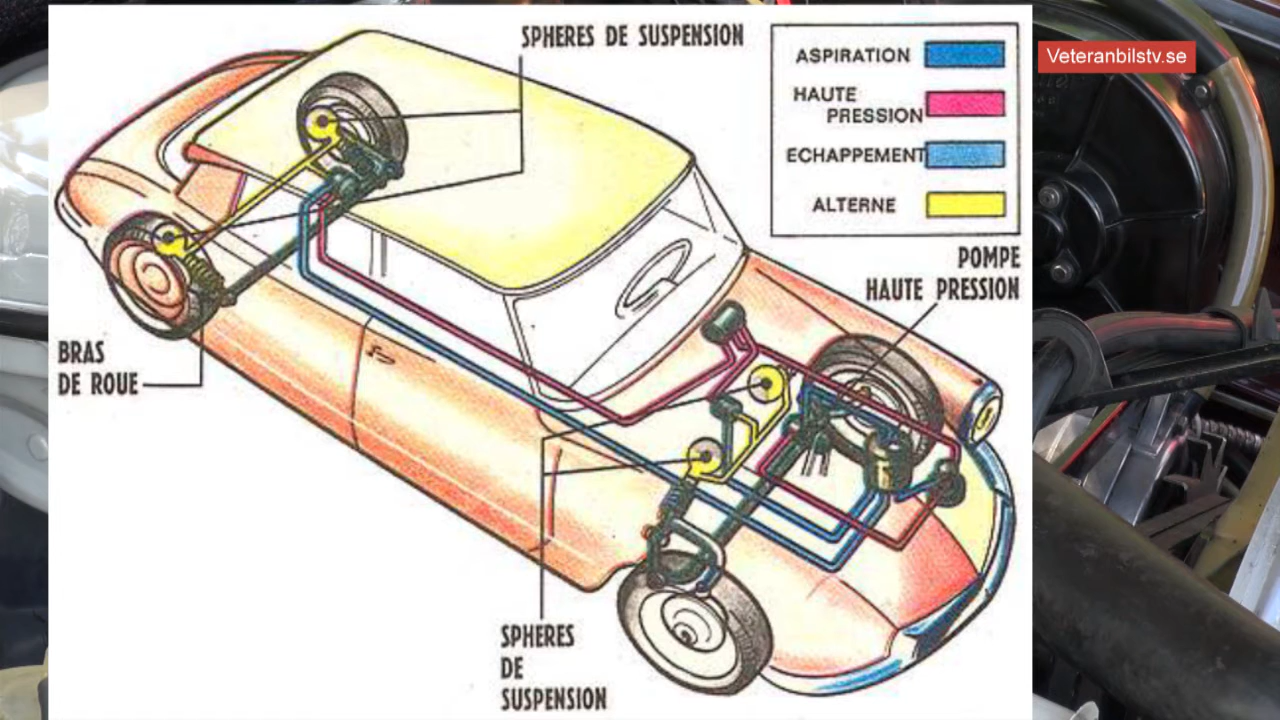 SPHERES DE SUSPENSION
ASPIRATION
HAUTE
PRESSION
ECHAPPEMENT
ALTERNE
Veteranbilstv.se
POMPE
HAUTE PRESSION
BRAS
DE ROUE
SPHERES
DE
SUSPENSION